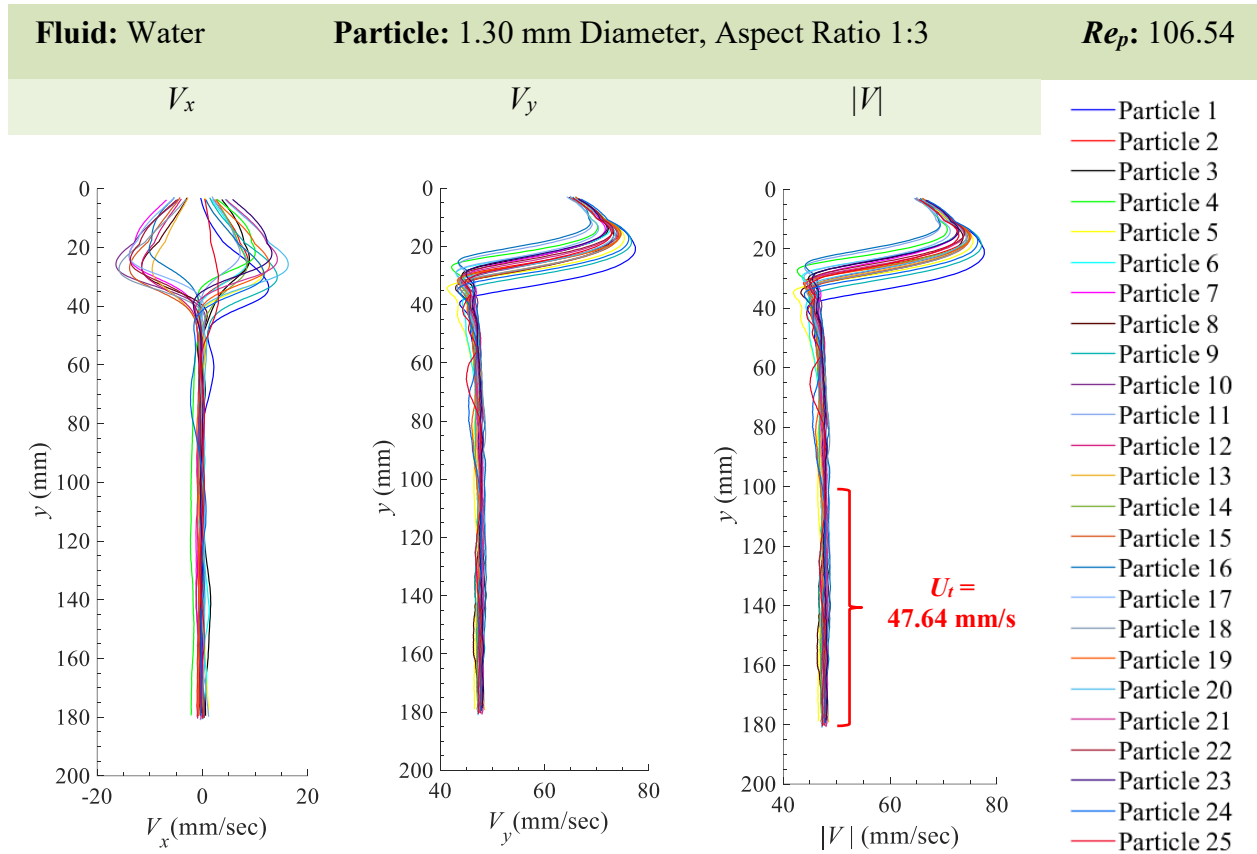 Fluid: Water Particle: 1.30 mm Diameter, Aspect Ratio 1:3 Rep: 106.54
Vx Vy |V|
0
20
40
60
80
100
120
140
160
180
200
y (mm)
-20 0 20
Vx (mm/sec)
0
20
40
60
80
100
120
140
160
180
200
y (mm)
40 60 80
Vy (mm/sec)
0
20
40
60
80
100
120
140
160
180
200
y (mm)
40 60 80
|V| (mm/sec)
Ut =
47.64 mm/s
Particle 1
Particle 2
Particle 3
Particle 4
Particle 5
Particle 6
Particle 7
Particle 8
Particle 9
Particle 10
Particle 11
Particle 12
Particle 13
Particle 14
Particle 15
Particle 16
Particle 17
Particle 18
Particle 19
Particle 20
Particle 21
Particle 22
Particle 23
Particle 24
Particle 25